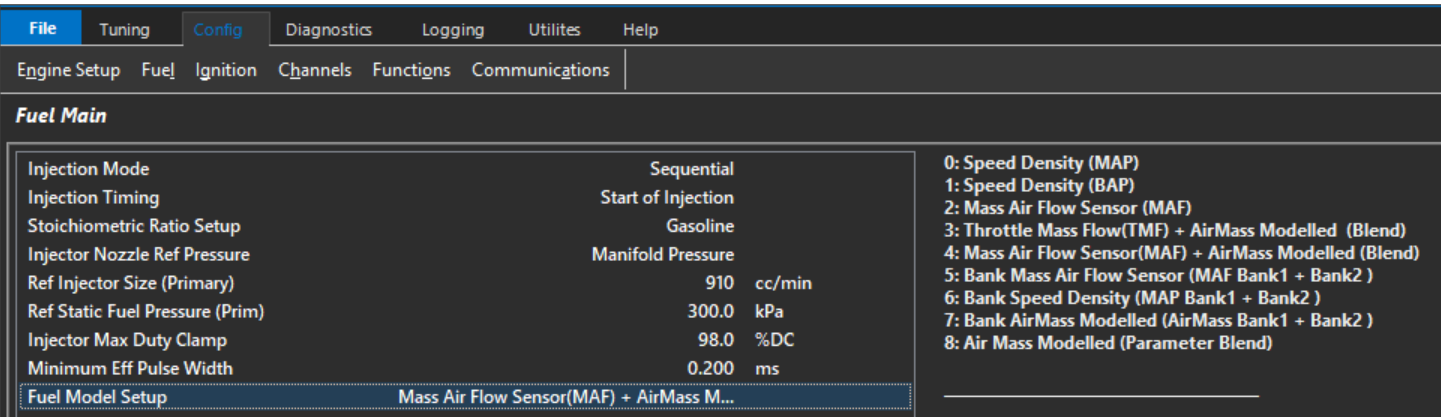 File Tuning Config Diagnostics Logging Utilites Help
Engine Setup Fuel Ignition Channels Functions Communications
Fuel Main
Injection Mode Sequential
Injection Timing Start of Injection
Stoichiometric Ratio Setup Gasoline
Injector Nozzle Ref Pressure Manifold Pressure
Ref Injector Size (Primary) 910 cc/min
Ref Static Fuel Pressure (Prim) 300.0 kPa
Injector Max Duty Clamp 98.0 %DC
Minimum Eff Pulse Width 0.200 ms
Fuel Model Setup Mass Air Flow Sensor(MAF) + AirMass M...
0: Speed Density (MAP)
1: Speed Density (BAP)
2: Mass Air Flow Sensor (MAF)
3: Throttle Mass Flow(TMF) + AirMass Modelled (Blend)
4: Mass Air Flow Sensor(MAF) + AirMass Modelled (Blend)
5: Bank Mass Air Flow Sensor (MAF Bank1 + Bank2 )
6: Bank Speed Density (MAP Bank1 + Bank2 )
7: Bank AirMass Modelled (AirMass Bank1 + Bank2 )
8: Air Mass Modelled (Parameter Blend)